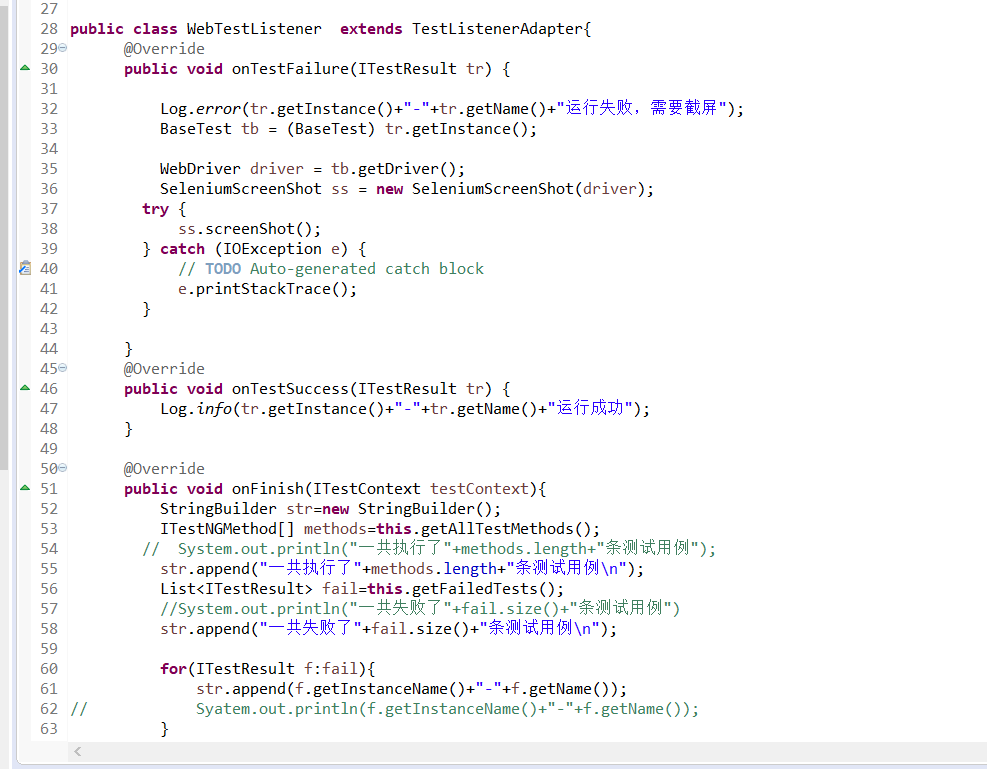 27
28 public class WebTestListener  extends TestListenerAdapter{
29 @Override
30 public void onTestFailure(ITestResult tr) {
31
32 Log.error(tr.getInstance()+"-"+tr.getName()+"运行失败，需要截屏");
33 BaseTest tb = (BaseTest) tr.getInstance();
34
35 WebDriver driver = tb.getDriver();
36 SeleniumScreenShot ss = new SeleniumScreenShot(driver);
37 try {
38 ss.screenShot();
39 } catch (IOException e) {
40 // TODO Auto-generated catch block
41 e.printStackTrace();
42 }
43
44 }
45 @Override
46 public void onTestSuccess(ITestResult tr) {
47 Log.info(tr.getInstance()+"-"+tr.getName()+"运行成功");
48 }
49
50 @Override
51 public void onFinish(ITestContext testContext){
52 StringBuilder str=new StringBuilder();
53 ITestNGMethod[] methods=this.getAllTestMethods();
54 //  System.out.println("一共执行了"+methods.length+"条测试用例");
55 str.append("一共执行了"+methods.length+"条测试用例\n");
56 List<ITestResult> fail=this.getFailedTests();
57 //System.out.println("一共失败了"+fail.size()+"条测试用例")
58 str.append("一共失败了"+fail.size()+"条测试用例\n");
59
60 for(ITestResult f:fail){
61 str.append(f.getInstanceName()+"-"+f.getName());
62 // Syatem.out.println(f.getInstanceName()+"-"+f.getName());
63 }